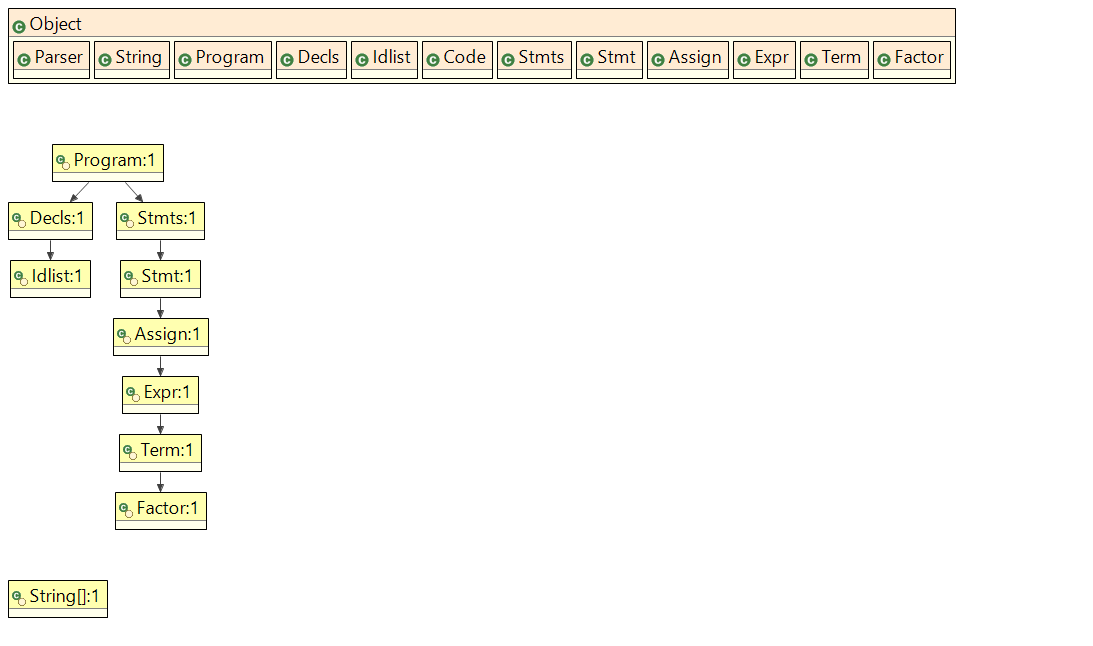 Object
Parser String Program Decls Idlist Code Stmts Stmt Assign Expr Term Factor
Program:1
Decls:1 Stmts:1
Idlist:1 Stmt:1
Assign:1
Expr:1
Term:1
Factor:1
String[]:1